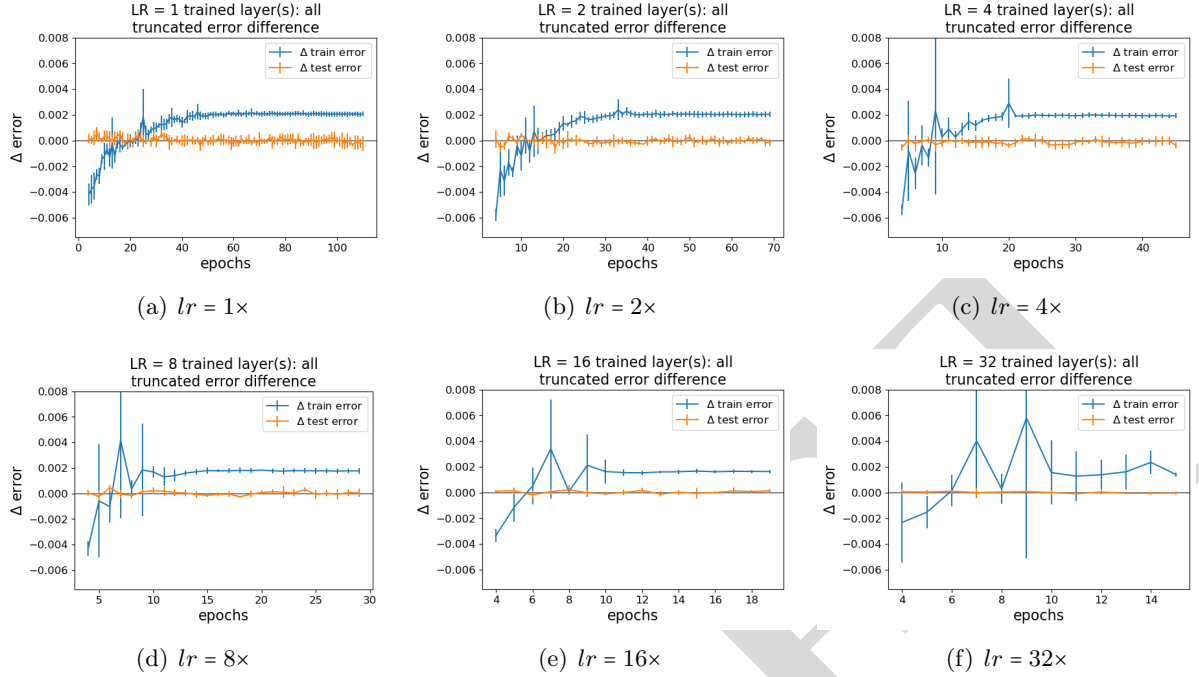 LR = 1 trained layer(s): all
truncated error difference
0.008
0.006
0.004
0.002
0.000
−0.002
−0.004
−0.006
Δ error
Δ train error
Δ test error
0 20 40 60 80 100
epochs
(a) lr = 1×
LR = 2 trained layer(s): all
truncated error difference
0.008
0.006
0.004
0.002
0.000
−0.002
−0.004
−0.006
Δ error
Δ train error
Δ test error
10 20 30 40 50 60 70
epochs
(b) lr = 2×
LR = 4 trained layer(s): all
truncated error difference
0.008
0.006
0.004
0.002
0.000
−0.002
−0.004
−0.006
Δ error
Δ train error
Δ test error
10 20 30 40
epochs
(c) lr = 4×
LR = 8 trained layer(s): all
truncated error difference
0.008
0.006
0.004
0.002
0.000
−0.002
−0.004
−0.006
Δ error
Δ train error
Δ test error
5 10 15 20 25 30
epochs
(d) lr = 8×
LR = 16 trained layer(s): all
truncated error difference
0.008
0.006
0.004
0.002
0.000
−0.002
−0.004
−0.006
Δ error
Δ train error
Δ test error
4 6 8 10 12 14 16 18
epochs
(e) lr = 16×
LR = 32 trained layer(s): all
truncated error difference
0.008
0.006
0.004
0.002
0.000
−0.002
−0.004
−0.006
Δ error
Δ train error
Δ test error
4 6 8 10 12 14
epochs
(f) lr = 32×